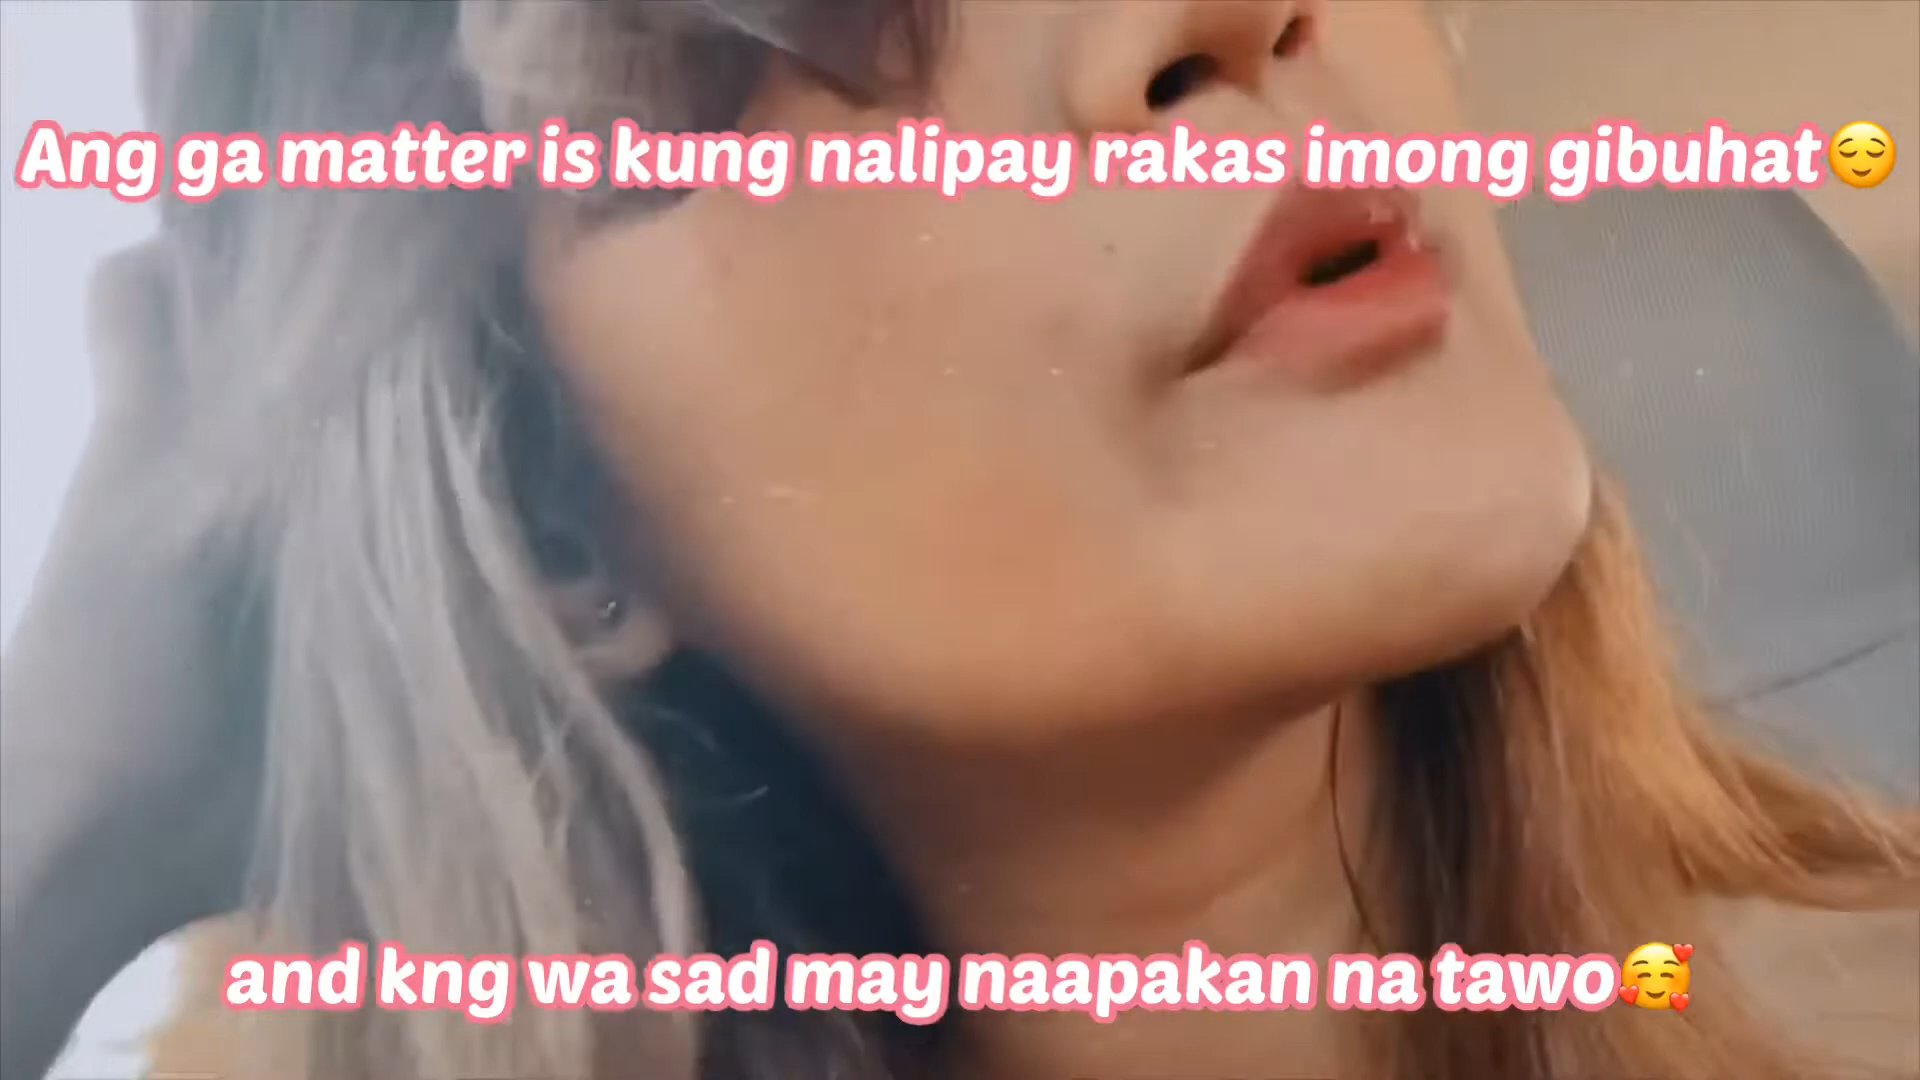 Ang ga matter is kung nalipay rakas imong gibuhat😌
and kng wa sad may naapakan na tawo🥰